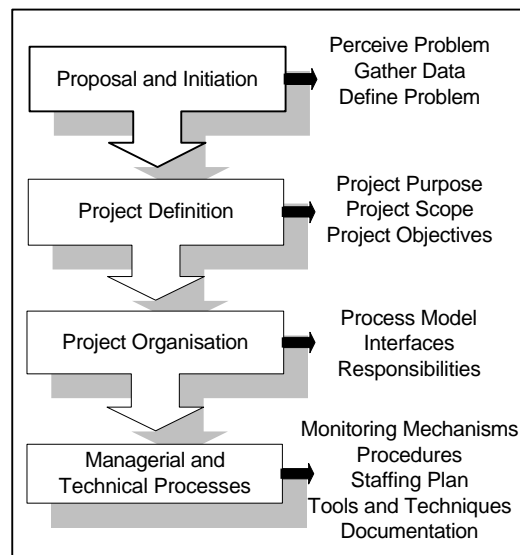 Proposal and Initiation
Perceive Problem
Gather Data
Define Problem
Project Definition
Project Purpose
Project Scope
Project Objectives
Project Organisation
Process Model
Interfaces
Responsibilities
Managerial and
Technical Processes
Monitoring Mechanisms
Procedures
Staffing Plan
Tools and Techniques
Documentation